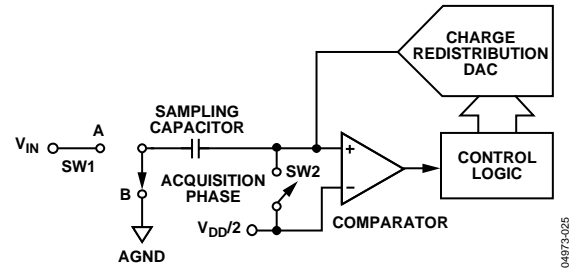 CHARGE
REDISTRIBUTION
DAC
SAMPLING
CAPACITOR
A
VIN
SW1
+
SW2
CONTROL
LOGIC
ACQUISITION
PHASE
−
B
VDD/2
COMPARATOR
AGND
04973-025